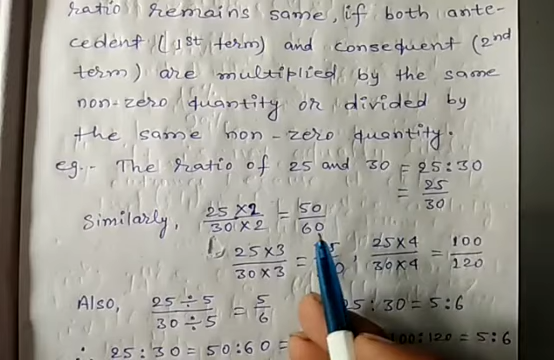 ratio remains same, if both ante-
cedent (1st term) and consequent (2nd
term) are multiplied by the same
non-zero quantity or divided by
the same non-zero quantity.
eg.- The ratio of 25 and 30 = 25:30
= 25/30
Similarly, 25×2/30×2 = 50/60
25×3/30×3 = , 25×4/30×4 = 100/120
Also, 25÷5/30÷5 = 5/6 25:30 = 5:6
∴ 25:30 = 50:60 = 100:120 = 5:6